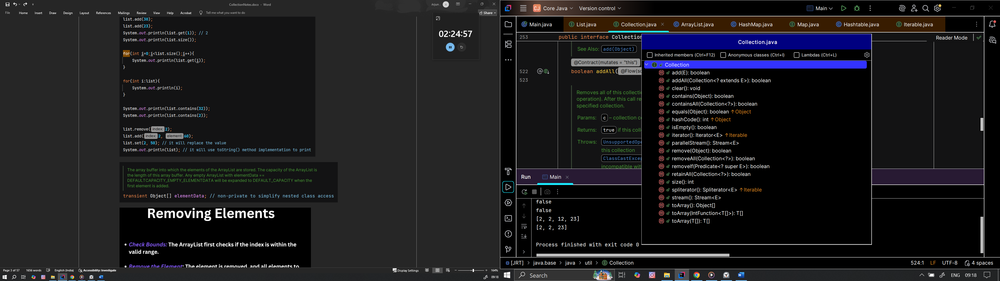 CollectionNotes.docx - Word
Arjun . A
File Home Insert Draw Design Layout References Mailings Review View Help Acrobat Tell me what you want to do
Share
list.add(30);
list.add(23);
System.out.println(list.get(1)); // 2
System.out.println(list.size());
for(int i=0;i<list.size();i++){
System.out.println(list.get(i));
}
for(int i:list){
System.out.println(i);
}
System.out.println(list.contains(32));
System.out.println(list.contains(2));
list.remove(index: 2);
list.add(index: 2, element: 60);
list.set(2, 50); // it will replace the value
System.out.println(list); // it will use toString() method implementation to print
The array buffer into which the elements of the ArrayList are stored. The capacity of the ArrayList is
the length of this array buffer. Any empty ArrayList with elementData ==
DEFAULTCAPACITY_EMPTY_ELEMENTDATA will be expanded to DEFAULT_CAPACITY when the
first element is added.
transient Object[] elementData; // non-private to simplify nested class access
Removing Elements
• Check Bounds: The ArrayList first checks if the index is within the
valid range.
• Remove the Element: The element is removed, and all elements to
02:24:57
Page 3 of 57 1656 words English (India) Accessibility: Investigate Display Settings 164%
09:18
CJ Core Java Version control Main
Main.java List.java Collection.java ArrayList.java HashMap.java Map.java Hashtable.java Iterable.java
253 public interface Collection
Reader Mode
See Also: add(Object)
@Contract(mutates = "this")
522 boolean addAll( @Flow(so
523
Removes all of this collectio
operation). After this call re
specified collection.
Params: c – collection co
Returns: true if this coll
Throws: UnsupportedOpe
this collection
ClassCastExcep
incompatible wit
Collection.java
Inherited members (Ctrl+F12) Anonymous classes (Ctrl+I) Lambdas (Ctrl+L)
Collection
add(E): boolean
addAll(Collection<? extends E>): boolean
clear(): void
contains(Object): boolean
containsAll(Collection<?>): boolean
equals(Object): boolean ↑Object
hashCode(): int ↑Object
isEmpty(): boolean
iterator(): Iterator<E> ↑Iterable
parallelStream(): Stream<E>
remove(Object): boolean
removeAll(Collection<?>): boolean
removeIf(Predicate<? super E>): boolean
retainAll(Collection<?>): boolean
size(): int
spliterator(): Spliterator<E> ↑Iterable
stream(): Stream<E>
toArray(): Object[]
toArray(IntFunction<T[]>): T[]
toArray(T[]): T[]
Run Main
false
false
[2, 2, 12, 23]
[2, 2, 23]
Process finished with exit code 0
[JRT] > java.base > java > util > Collection
524:1 LF UTF-8 4 spaces
Search
ENG 09:18